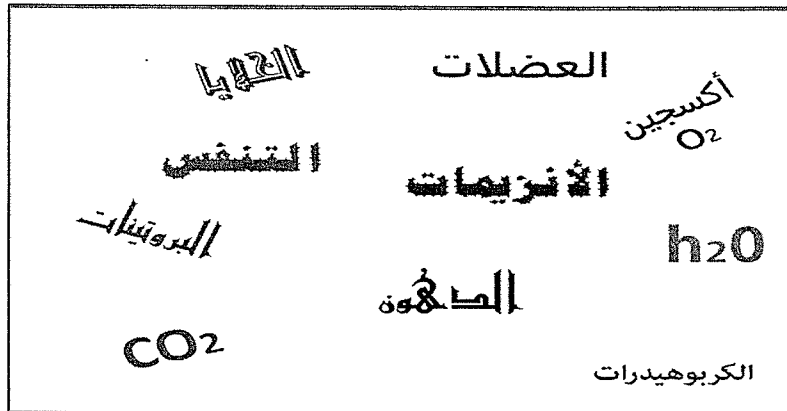 العضلات
الخلايا
أكسجين
O2
التنفس
الأنزيمات
البروتينات
h2o
الدهون
CO2
الكربوهيدرات